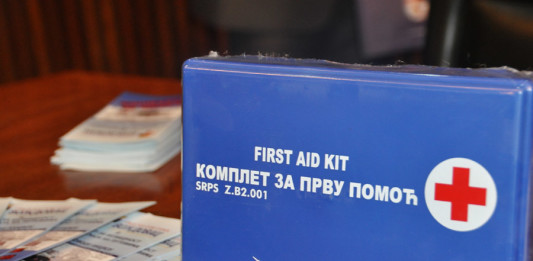 FIRST AID KIT
КОМПЛЕТ ЗА ПРВУ ПОМОЋ
SRPS Z.B2.001